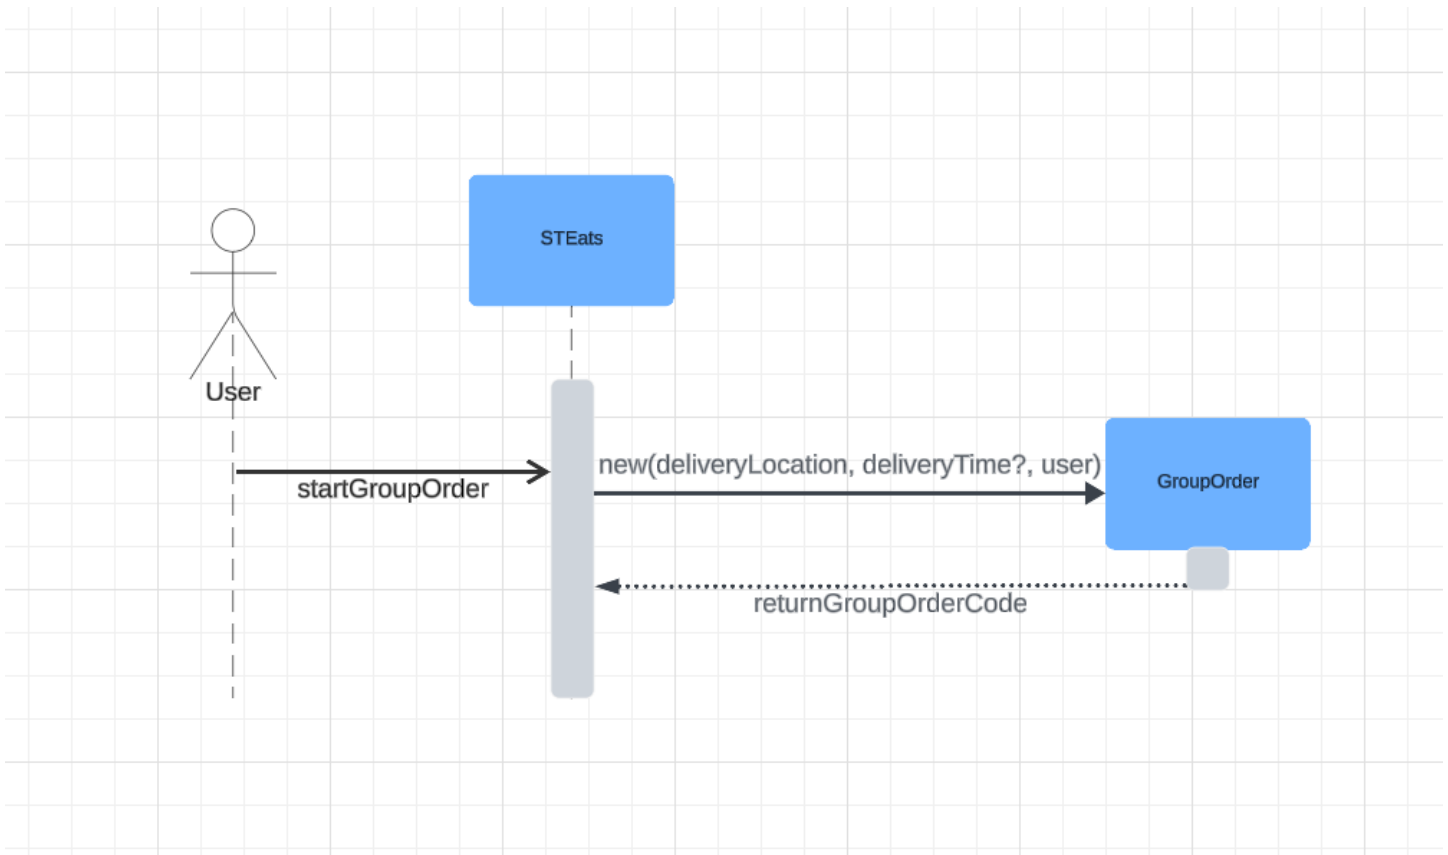 STEats
User
startGroupOrder
new(deliveryLocation, deliveryTime?, user)
GroupOrder
returnGroupOrderCode